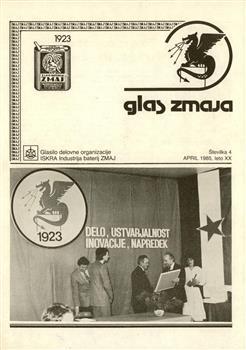 1923
ZMAJ
glas zmaja
Glasilo delovne organizacije
ISKRA Industrija baterij ZMAJ
Številka 4
APRIL 1985, leto XX
1923
DELO, USTVARJALNOST
INOVACIJE, NAPREDEK